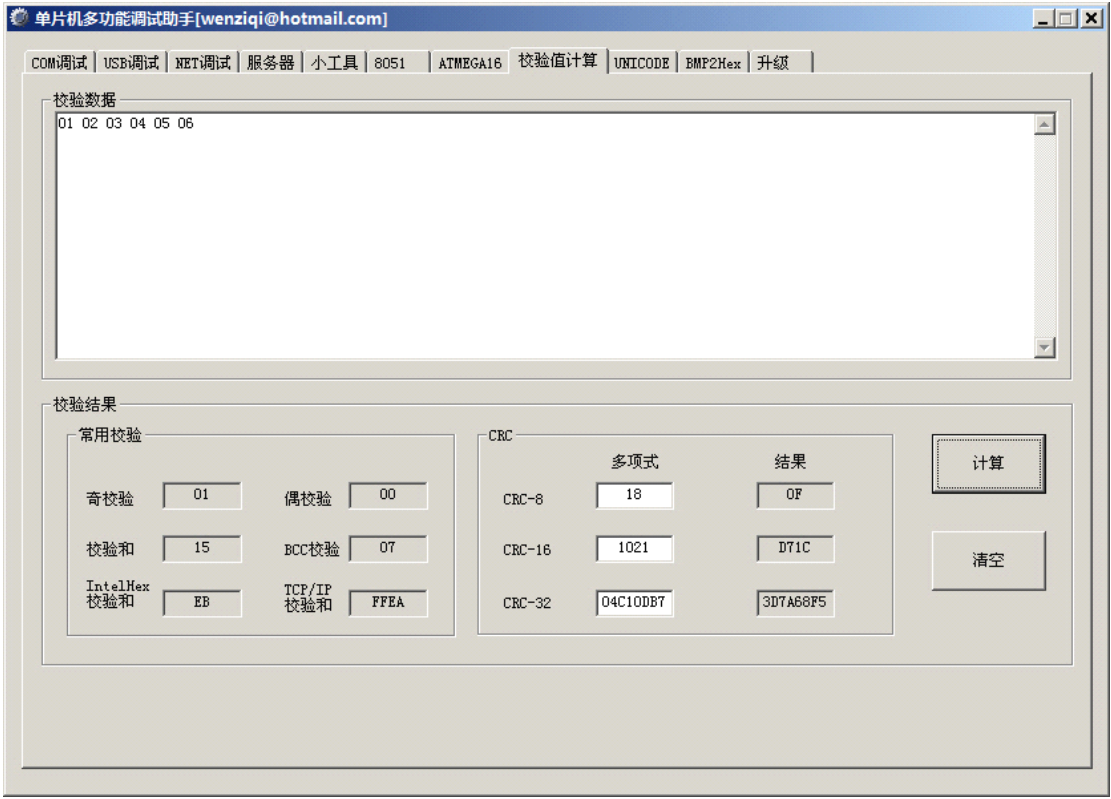 单片机多功能调试助手[wenziqi@hotmail.com]
COM调试 USB调试 NET调试 服务器 小工具 8051 ATMEGA16 校验值计算 UNICODE BMP2Hex 升级
校验数据
01 02 03 04 05 06
校验结果
常用校验
CRC
多项式 结果
计算
奇校验 01 偶校验 00 CRC-8 18 0F
校验和 15 BCC校验 07 CRC-16 1021 D71C
清空
IntelHex
校验和 EB
TCP/IP
校验和 FFEA
CRC-32 04C10DB7 3D7A68F5